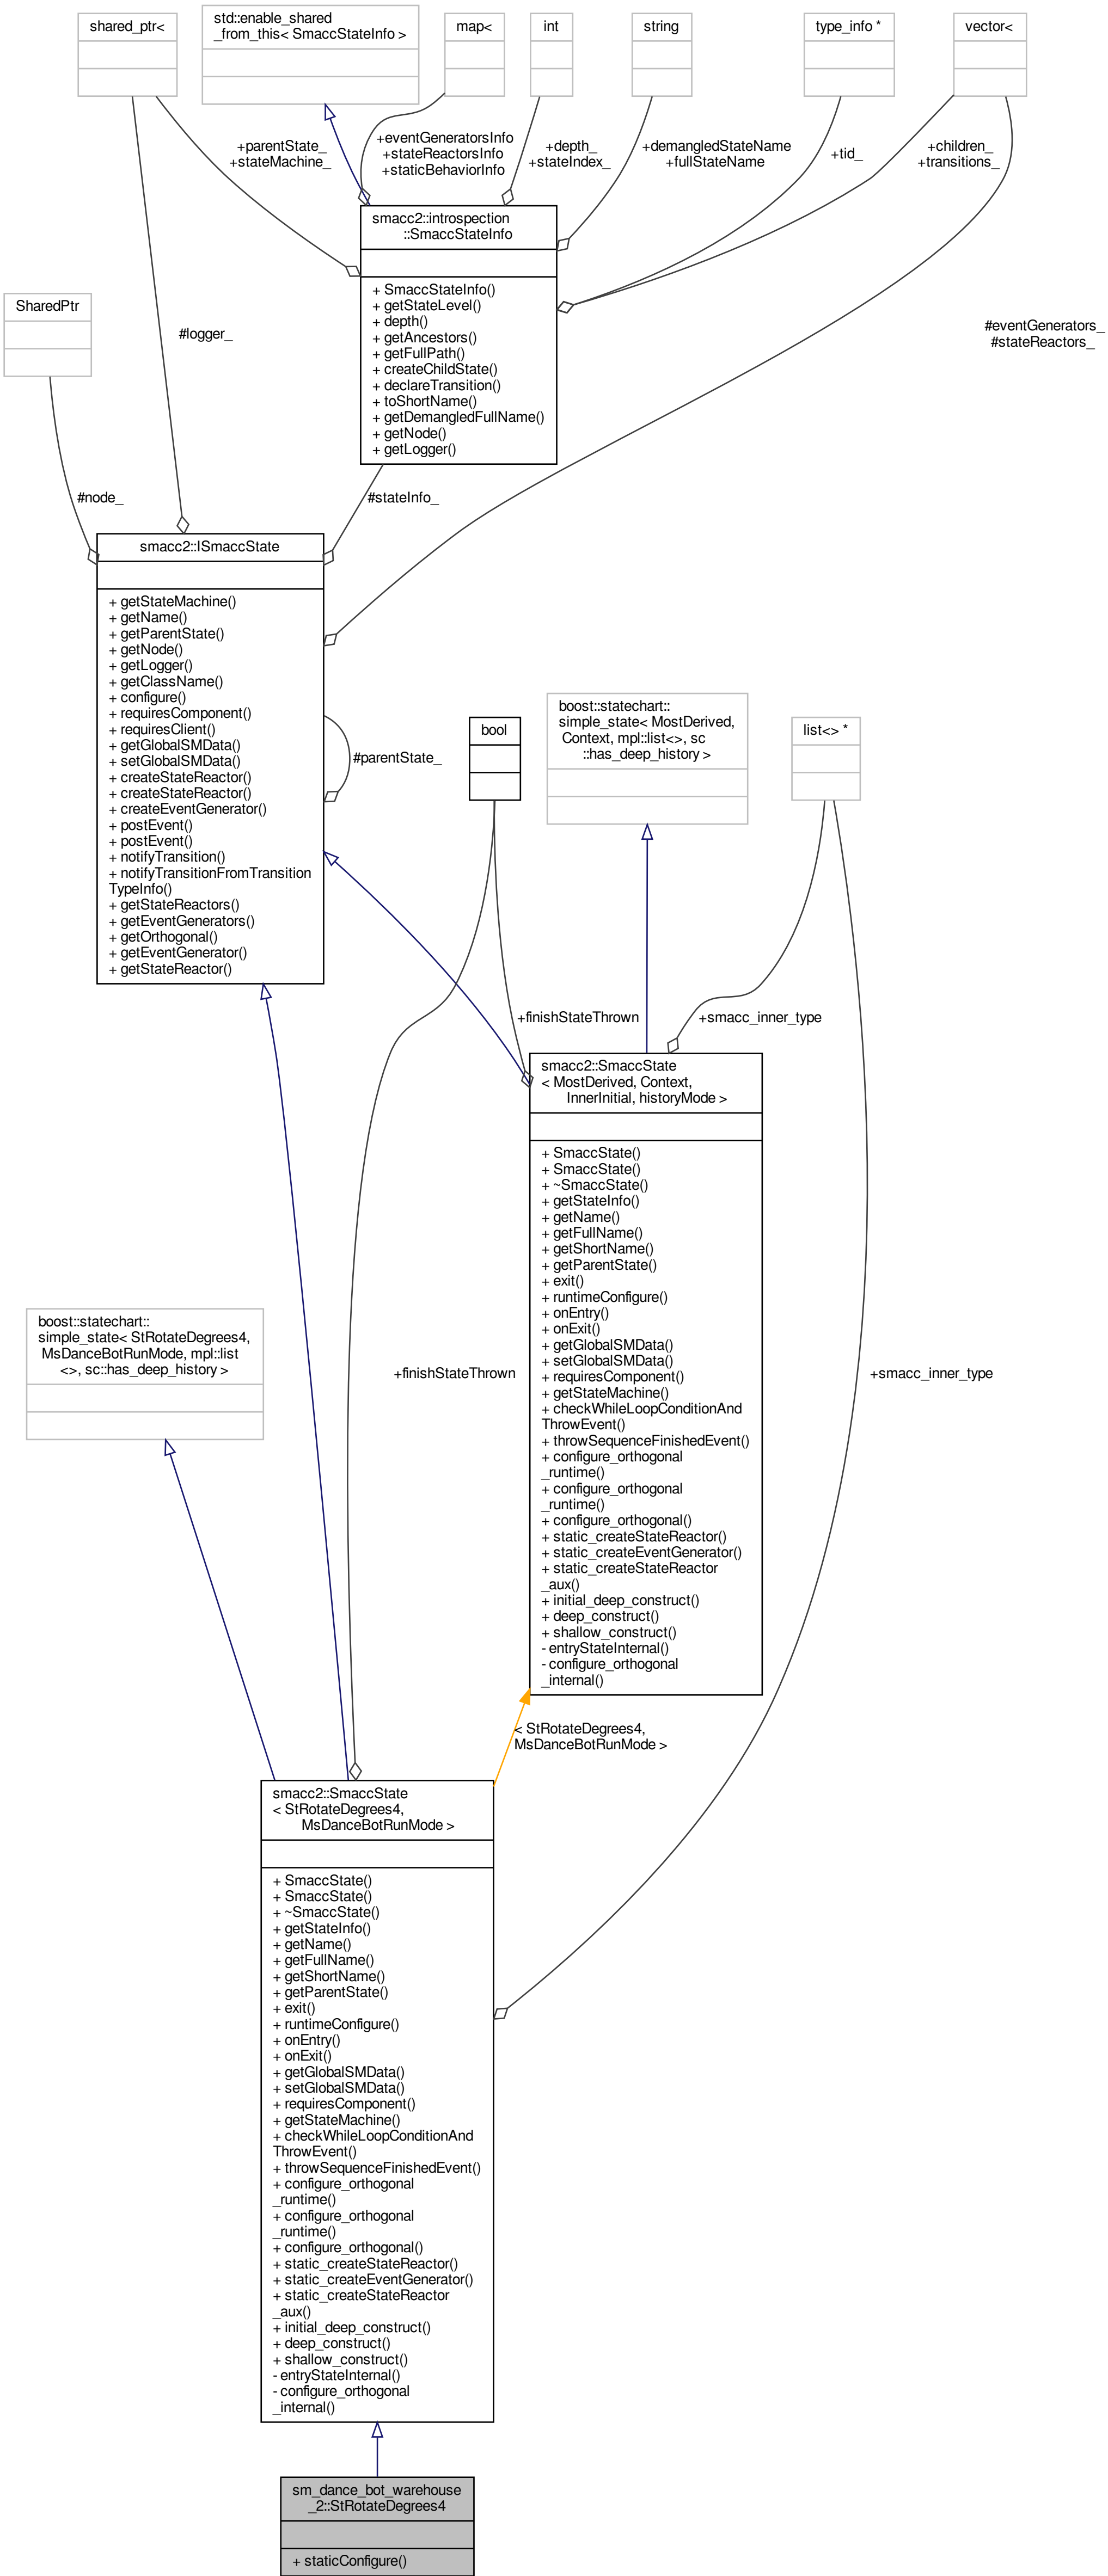 shared_ptr<
std::enable_shared
_from_this< SmaccStateInfo >
map<
int
string
type_info *
vector<
+parentState_
+stateMachine_
+eventGeneratorsInfo
+stateReactorsInfo
+staticBehaviorInfo
+depth_
+stateIndex_
+demangledStateName
+fullStateName
+tid_
+children_
+transitions_
smacc2::introspection
::SmaccStateInfo
+ SmaccStateInfo()
+ getStateLevel()
+ depth()
+ getAncestors()
+ getFullPath()
+ createChildState()
+ declareTransition()
+ toShortName()
+ getDemangledFullName()
+ getNode()
+ getLogger()
SharedPtr
#logger_
#eventGenerators_
#stateReactors_
#node_
#stateInfo_
smacc2::ISmaccState
+ getStateMachine()
+ getName()
+ getParentState()
+ getNode()
+ getLogger()
+ getClassName()
+ configure()
+ requiresComponent()
+ requiresClient()
+ getGlobalSMData()
+ setGlobalSMData()
+ createStateReactor()
+ createStateReactor()
+ createEventGenerator()
+ postEvent()
+ postEvent()
+ notifyTransition()
+ notifyTransitionFromTransition
TypeInfo()
+ getStateReactors()
+ getEventGenerators()
+ getOrthogonal()
+ getEventGenerator()
+ getStateReactor()
#parentState_
bool
boost::statechart::
simple_state< MostDerived,
Context, mpl::list<>, sc
::has_deep_history >
list<> *
+finishStateThrown
+smacc_inner_type
smacc2::SmaccState
< MostDerived, Context,
InnerInitial, historyMode >
+ SmaccState()
+ SmaccState()
+ ~SmaccState()
+ getStateInfo()
+ getName()
+ getFullName()
+ getShortName()
+ getParentState()
+ exit()
+ runtimeConfigure()
+ onEntry()
+ onExit()
+ getGlobalSMData()
+ setGlobalSMData()
+ requiresComponent()
+ getStateMachine()
+ checkWhileLoopConditionAnd
ThrowEvent()
+ throwSequenceFinishedEvent()
+ configure_orthogonal
_runtime()
+ configure_orthogonal
_runtime()
+ configure_orthogonal()
+ static_createStateReactor()
+ static_createEventGenerator()
+ static_createStateReactor
_aux()
+ initial_deep_construct()
+ deep_construct()
+ shallow_construct()
- entryStateInternal()
- configure_orthogonal
_internal()
boost::statechart::
simple_state< StRotateDegrees4,
MsDanceBotRunMode, mpl::list
<>, sc::has_deep_history >
+finishStateThrown
+smacc_inner_type
< StRotateDegrees4,
MsDanceBotRunMode >
smacc2::SmaccState
< StRotateDegrees4,
MsDanceBotRunMode >
+ SmaccState()
+ SmaccState()
+ ~SmaccState()
+ getStateInfo()
+ getName()
+ getFullName()
+ getShortName()
+ getParentState()
+ exit()
+ runtimeConfigure()
+ onEntry()
+ onExit()
+ getGlobalSMData()
+ setGlobalSMData()
+ requiresComponent()
+ getStateMachine()
+ checkWhileLoopConditionAnd
ThrowEvent()
+ throwSequenceFinishedEvent()
+ configure_orthogonal
_runtime()
+ configure_orthogonal
_runtime()
+ configure_orthogonal()
+ static_createStateReactor()
+ static_createEventGenerator()
+ static_createStateReactor
_aux()
+ initial_deep_construct()
+ deep_construct()
+ shallow_construct()
- entryStateInternal()
- configure_orthogonal
_internal()
sm_dance_bot_warehouse
_2::StRotateDegrees4
+ staticConfigure()